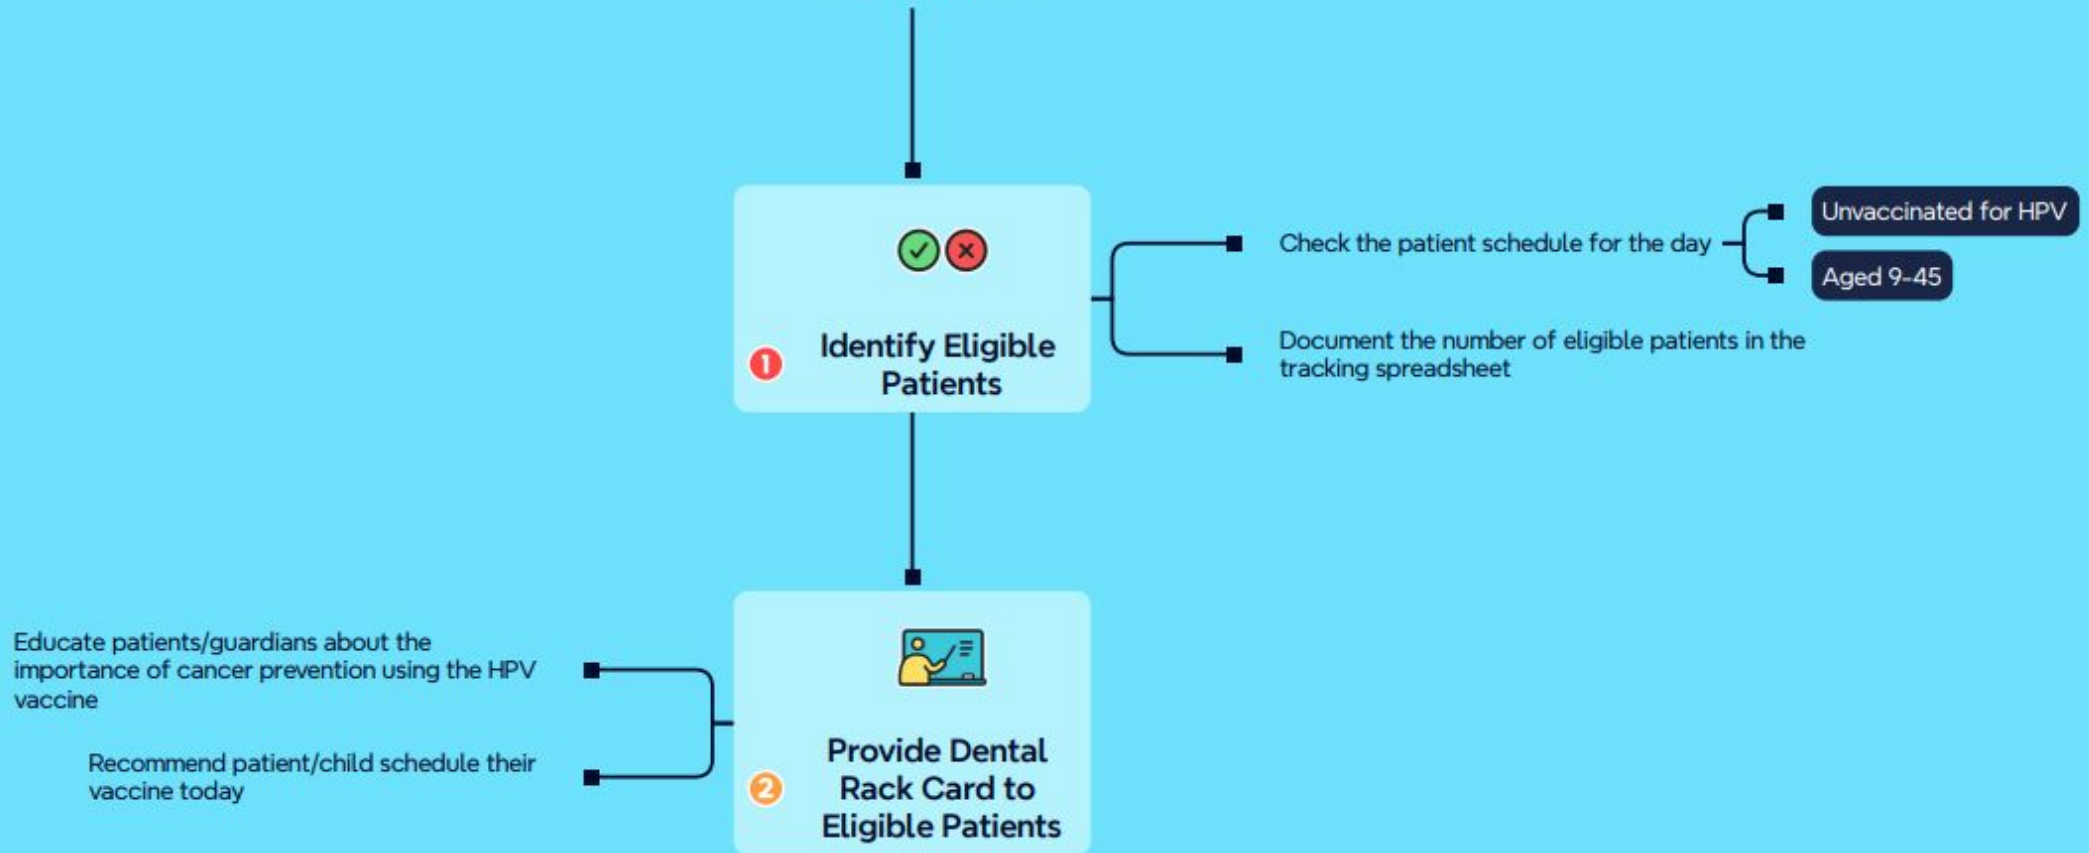 Unvaccinated for HPV
Check the patient schedule for the day
Aged 9-45
1
Identify Eligible
Patients
Document the number of eligible patients in the
tracking spreadsheet
Educate patients/guardians about the
importance of cancer prevention using the HPV
vaccine
Recommend patient/child schedule their
vaccine today
2
Provide Dental
Rack Card to
Eligible Patients